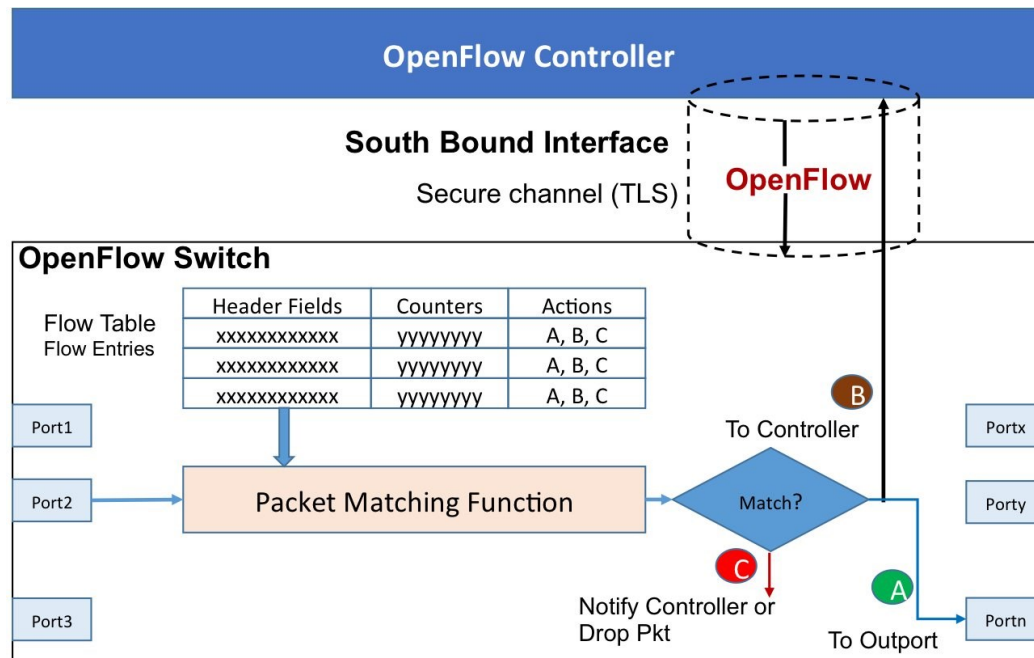 OpenFlow Controller
South Bound Interface
Secure channel (TLS)
OpenFlow
OpenFlow Switch
Flow Table
Flow Entries
Header Fields Counters Actions
xxxxxxxxxxxx yyyyyyyy A, B, C
xxxxxxxxxxxx yyyyyyyy A, B, C
xxxxxxxxxxxx yyyyyyyy A, B, C
B
To Controller
Port1
Portx
Port2
Packet Matching Function
Match?
Porty
C
A
Notify Controller or
Drop Pkt
Port3
To Outport
Portn